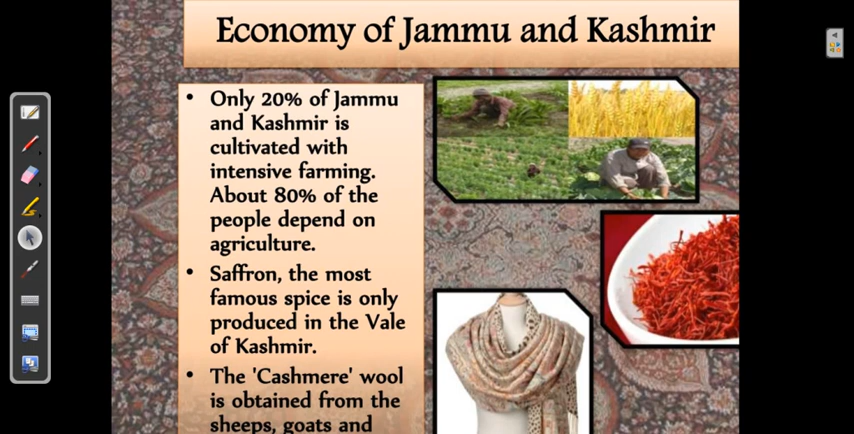 Economy of Jammu and Kashmir
• Only 20% of Jammu
and Kashmir is
cultivated with
intensive farming.
About 80% of the
people depend on
agriculture.
• Saffron, the most
famous spice is only
produced in the Vale
of Kashmir.
• The 'Cashmere' wool
is obtained from the
sheeps, goats and